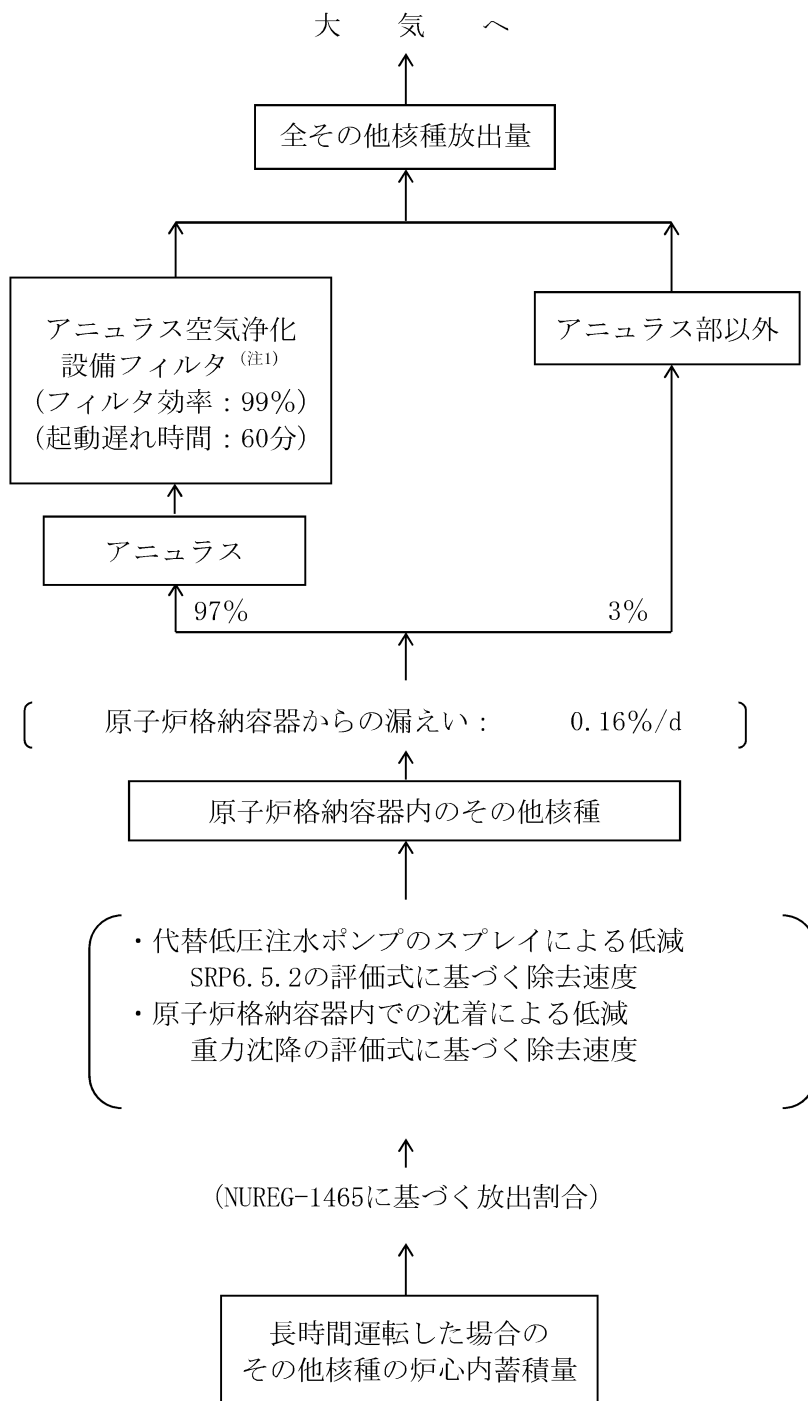 大　気　へ
全その他核種放出量
アニュラス空気浄化
設備フィルタ（注1）
(フィルタ効率：99%)
(起動遅れ時間：60分)
アニュラス部以外
アニュラス
97%
3%
〔　原子炉格納容器からの漏えい：　0.16%/d　〕
原子炉格納容器内のその他核種
・代替低圧注水ポンプのスプレイによる低減
SRP6.5.2の評価式に基づく除去速度
・原子炉格納容器内での沈着による低減
重力沈降の評価式に基づく除去速度
(NUREG-1465に基づく放出割合)
長時間運転した場合の
その他核種の炉心内蓄積量